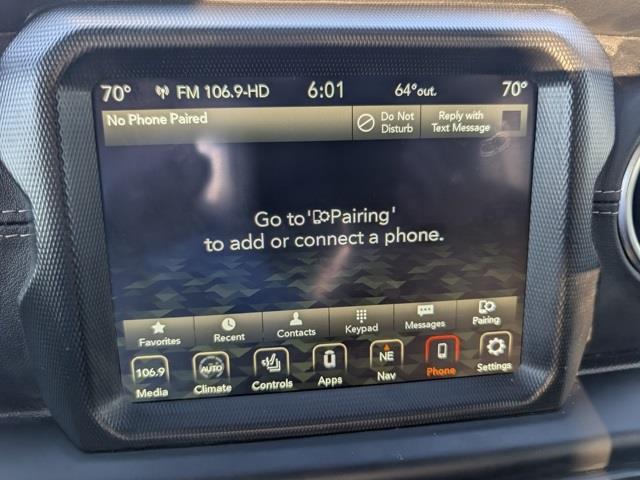 70° FM 106.9-HD 6:01 64°out. 70°
No Phone Paired Do Not Disturb Reply with Text Message
Go to 'Pairing'
to add or connect a phone.
Favorites Recent Contacts Keypad Messages Pairing
106.9 AUTO NE
Media Climate Controls Apps Nav Phone Settings